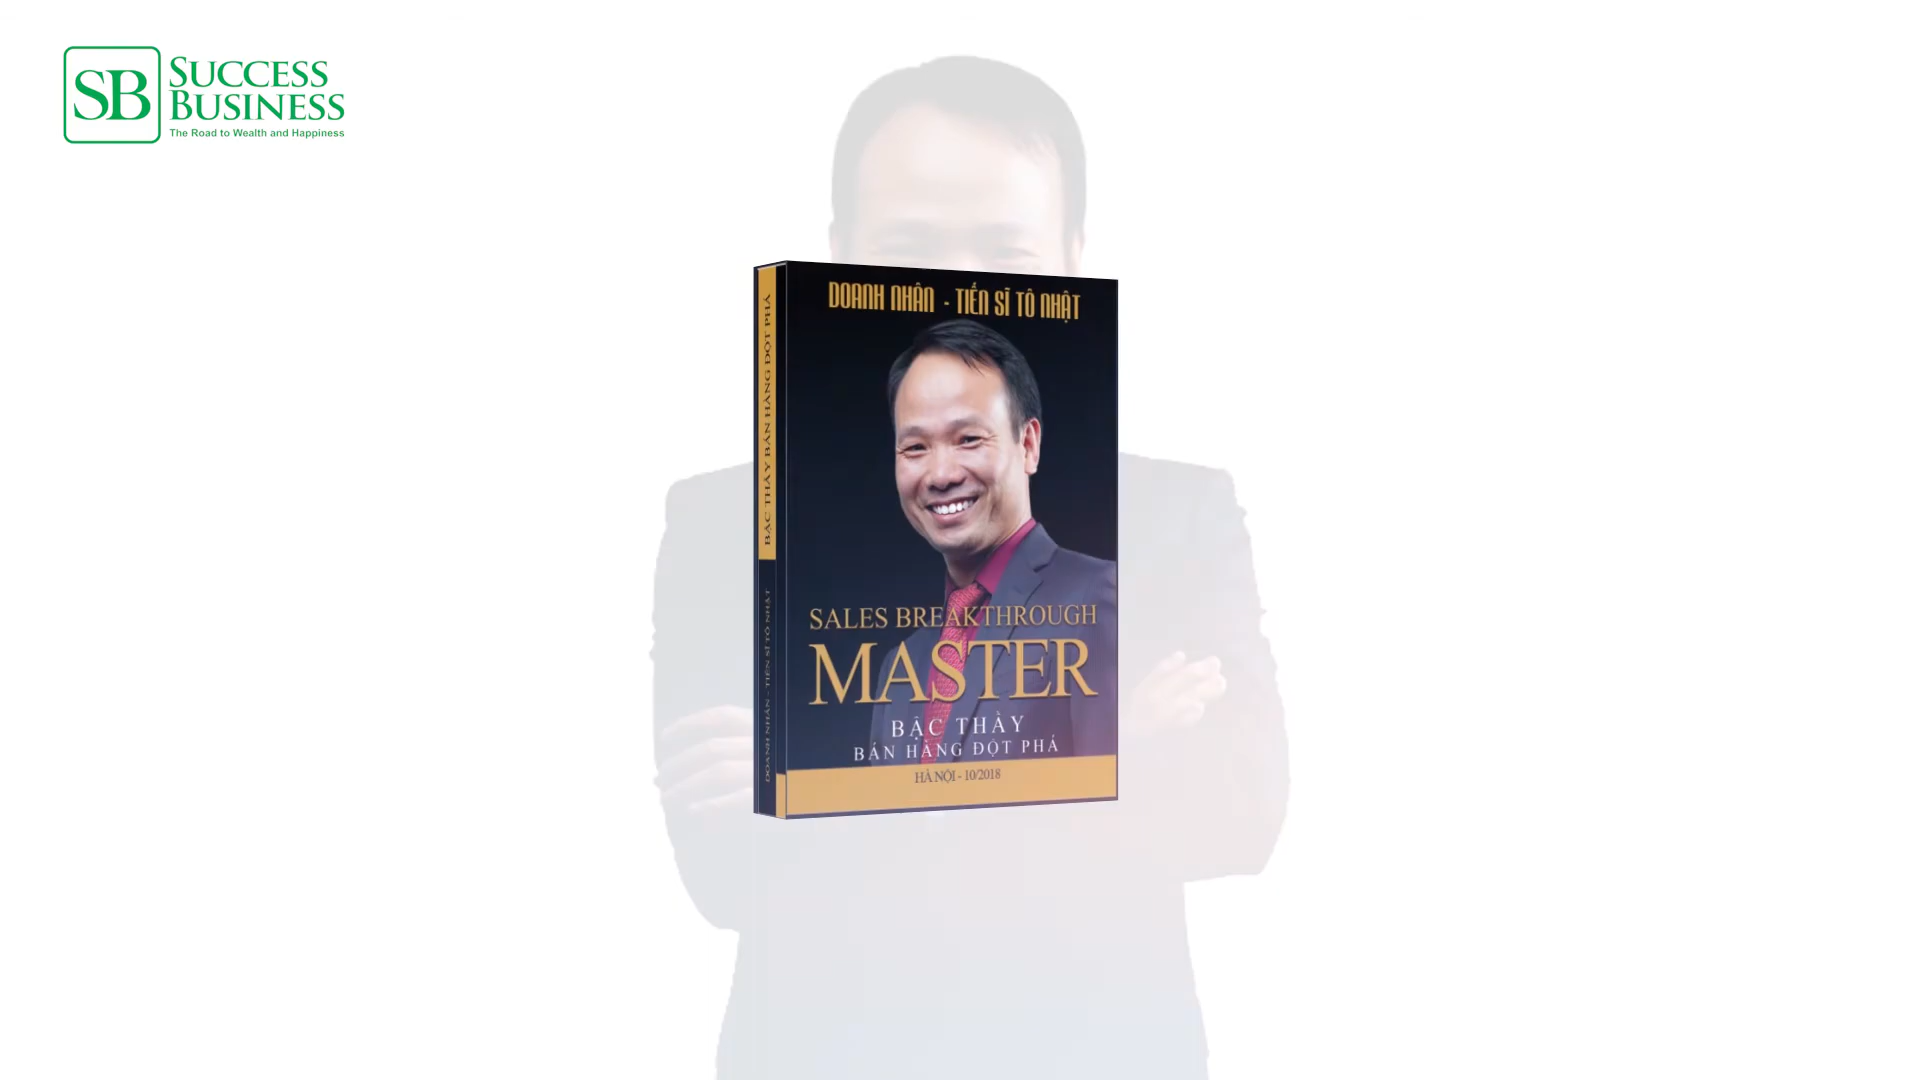 SB
SUCCESS
BUSINESS
The Road to Wealth and Happiness
DOANH NHÂN - TIẾN SĨ TÔ NHẬT
SALES BREAKTHROUGH
MASTER
BẬC THẦY
BÁN HÀNG ĐỘT PHÁ
HÀ NỘI - 10/2018
BẬC THẦY BÁN HÀNG ĐỘT PHÁ
DOANH NHÂN - TIẾN SĨ TÔ NHẬT